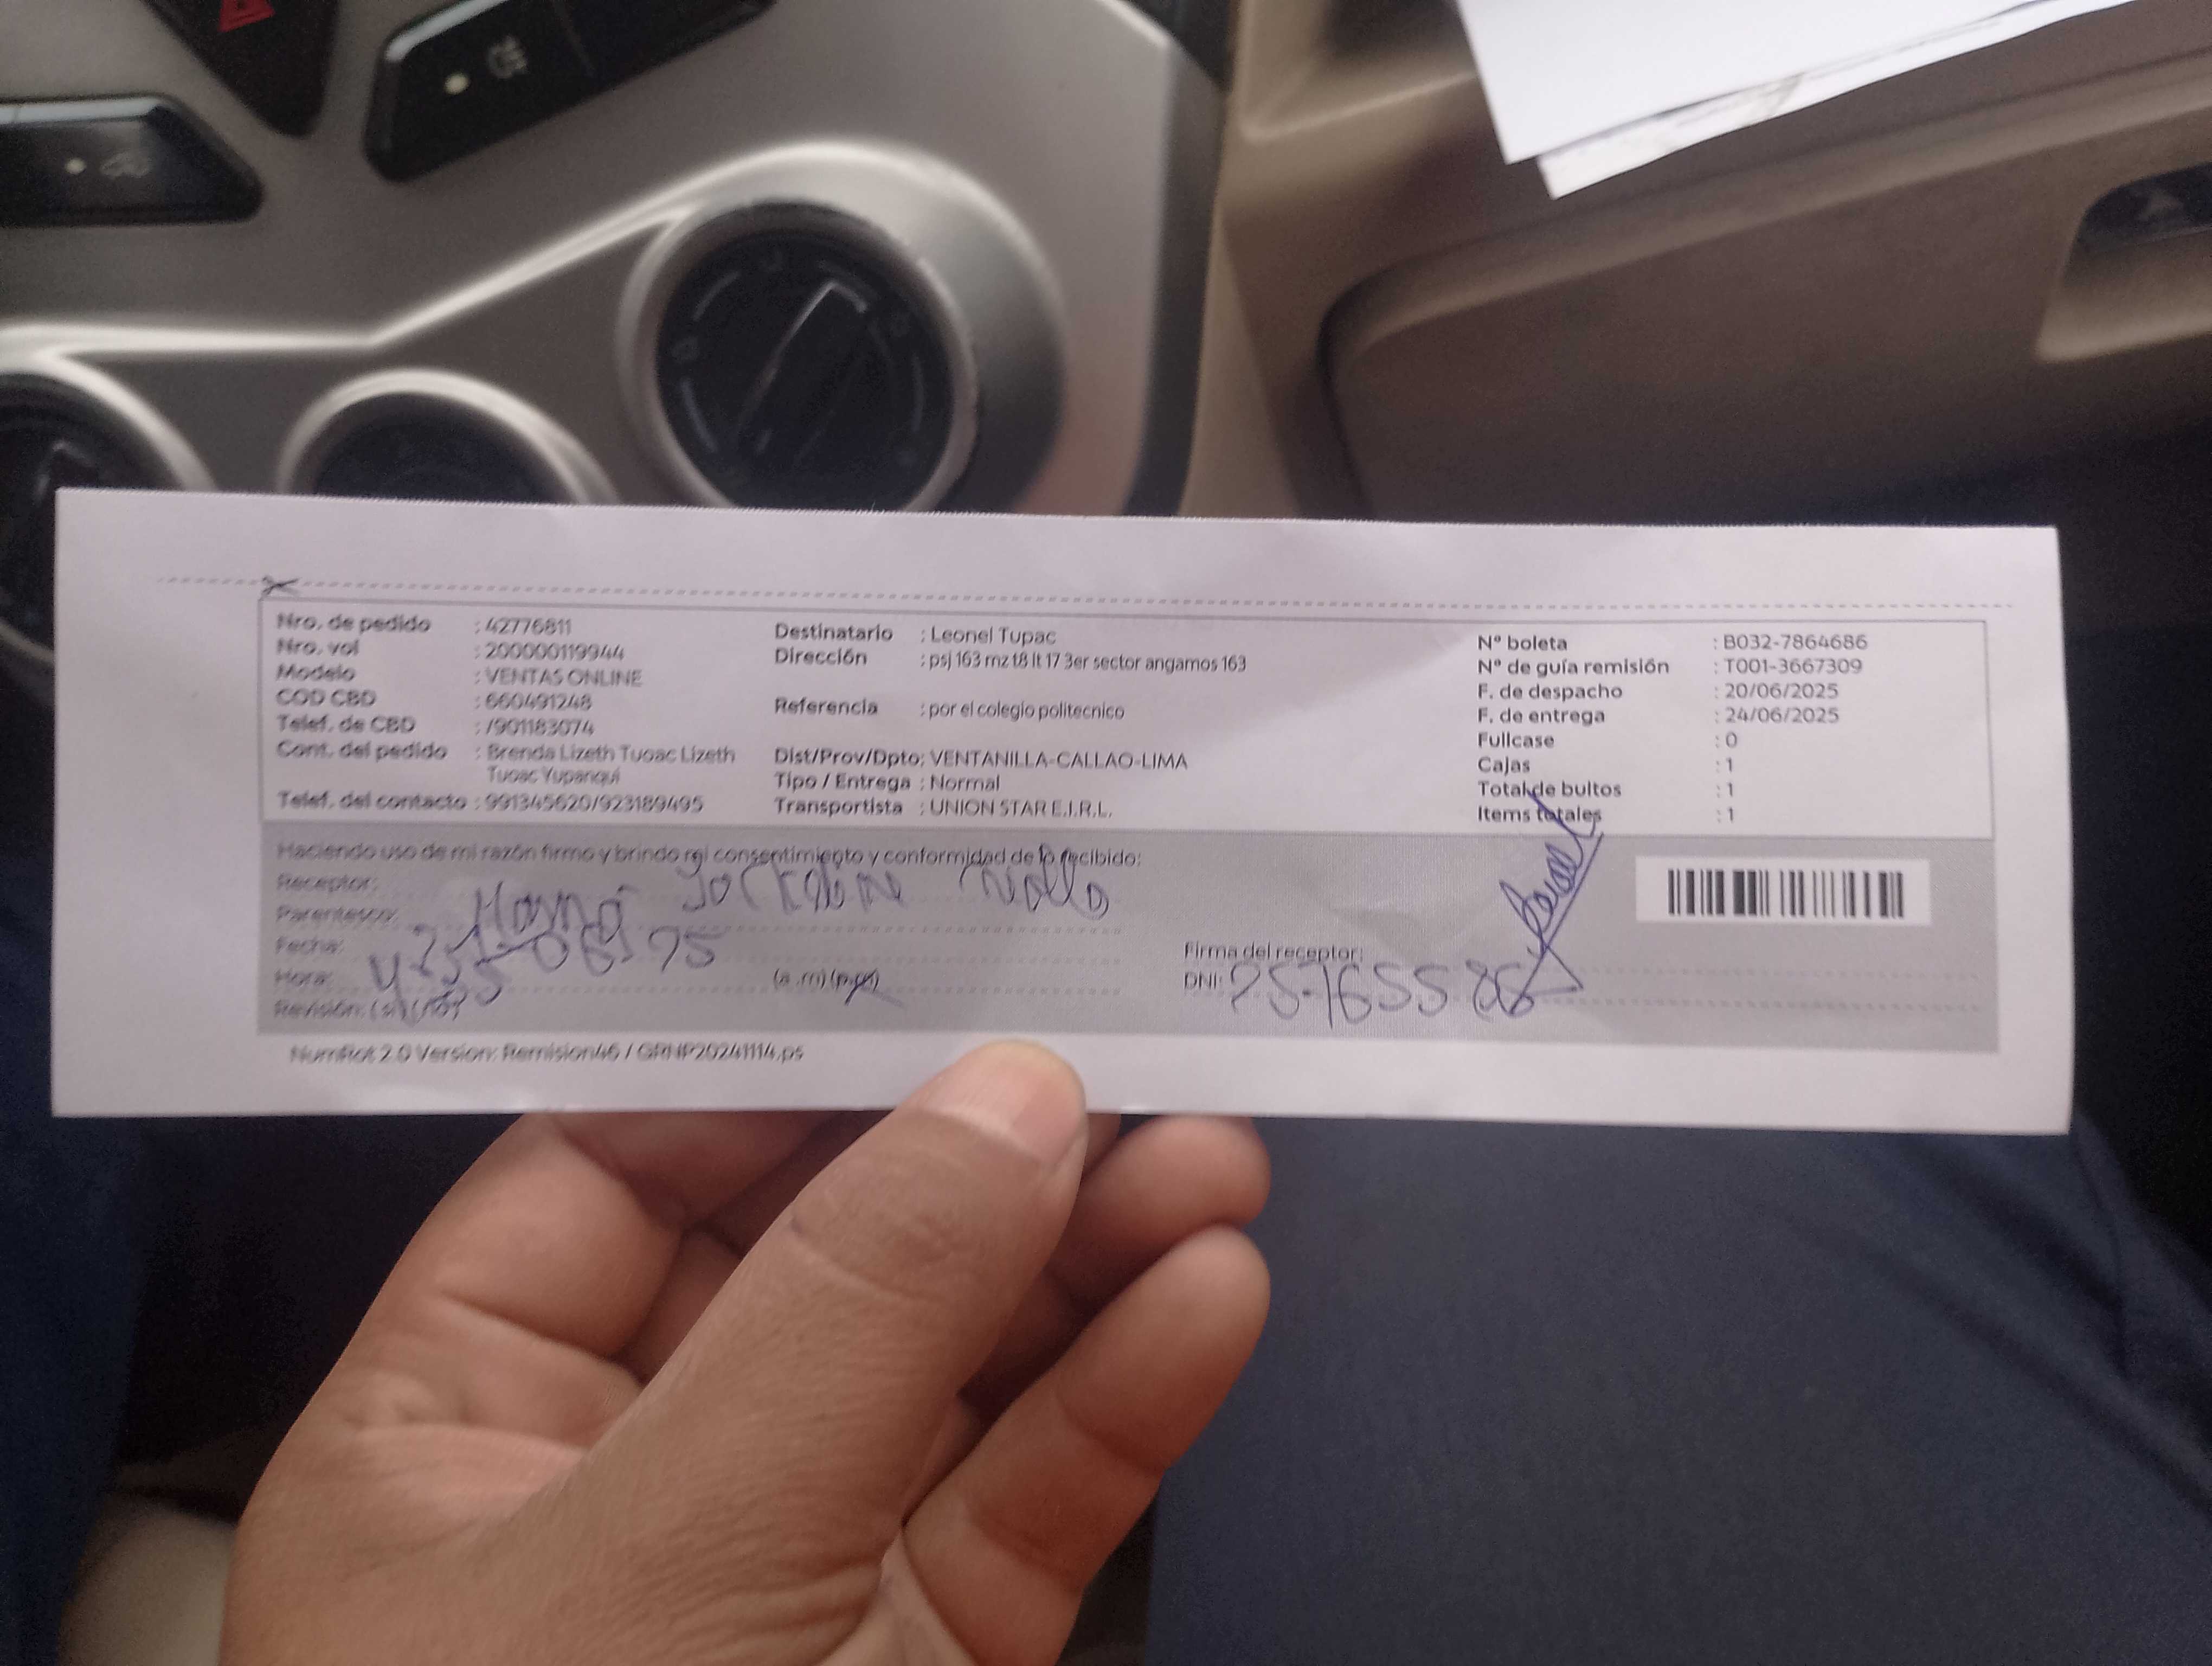 Nro. de pedido : 42776811
Nro. vol : 200000119944
Modelo : VENTAS ONLINE
COD CBD : 660491248
Telef. de CBD : /901183074
Cont. del pedido : Brenda Lizeth Tuoac Lizeth
Tuoac Yupanqui
Telef. del contacto : 991345620/923189495
Destinatario : Leonel Tupac
Dirección : psj 163 mz t8 lt 17 3er sector angamos 163
Referencia : por el colegio politecnico
Dist/Prov/Dpto: VENTANILLA-CALLAO-LIMA
Tipo / Entrega : Normal
Transportista : UNION STAR E.I.R.L.
Nº boleta : B032-7864686
Nº de guía remisión : T001-3667309
F. de despacho : 20/06/2025
F. de entrega : 24/06/2025
Fullcase : 0
Cajas : 1
Total de bultos : 1
Items totales : 1
Haciendo uso de mi razón firmo y brindo mi consentimiento y conformidad de lo recibido:
Receptor:
Parentesco: Mamá
Fecha:
Hora: (a.m) (p.m)
Revisión: (si) (no)
Firma del receptor:
DNI:
NumRot 2.0 Version: Remision46 / GRNP20241114.ps